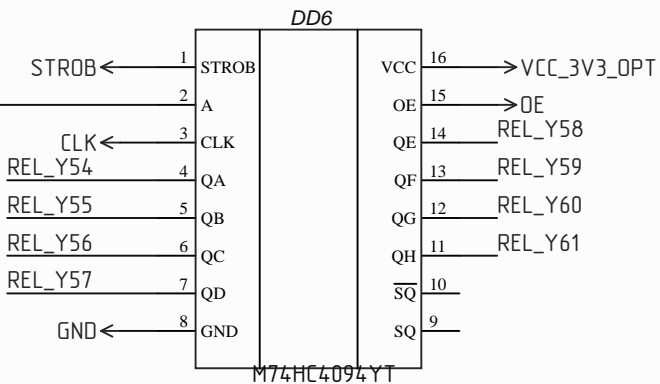 DD6
STROB 1 STROB VCC 16 VCC_3V3_OPT
2 A OE 15 OE
CLK 3 CLK QE 14 REL_Y58
REL_Y54 4 QA QF 13 REL_Y59
REL_Y55 5 QB QG 12 REL_Y60
REL_Y56 6 QC QH 11 REL_Y61
REL_Y57 7 QD SQ 10
GND 8 GND SQ 9
M74HC4094YT